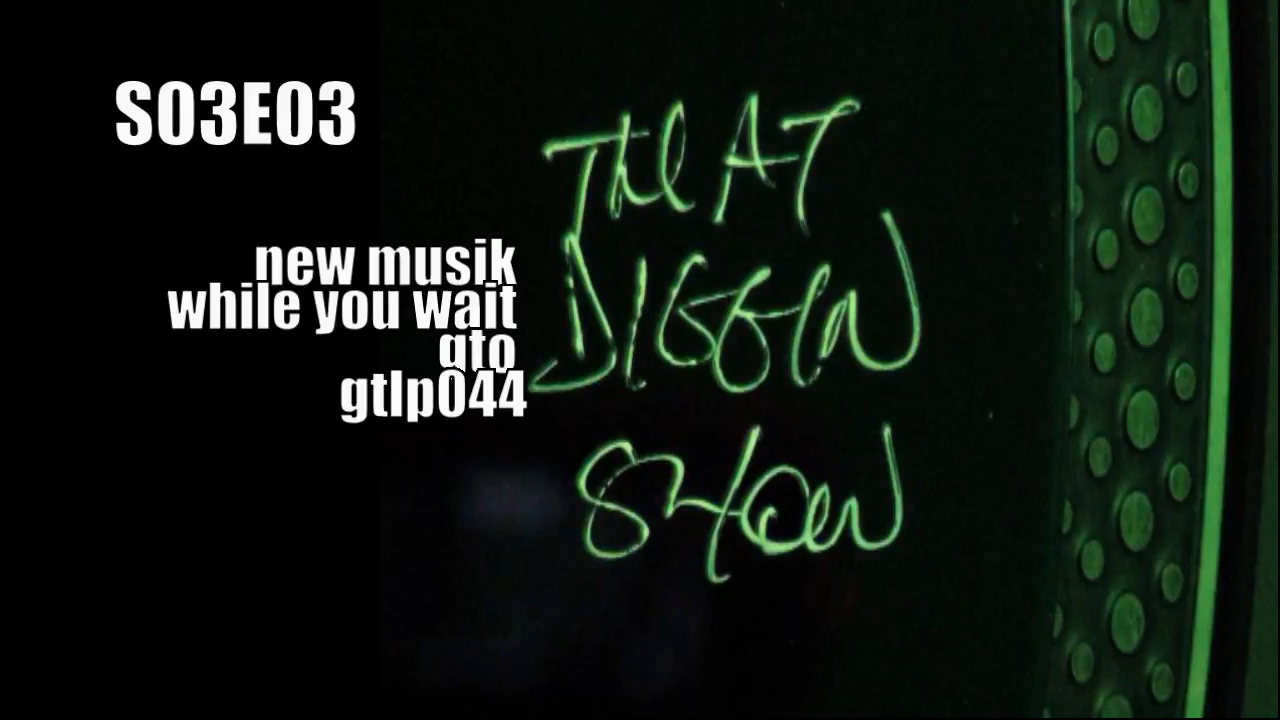 S03E03
new musik
while you wait
gto
gtlp044
The AT
DIGGIN
SHOW